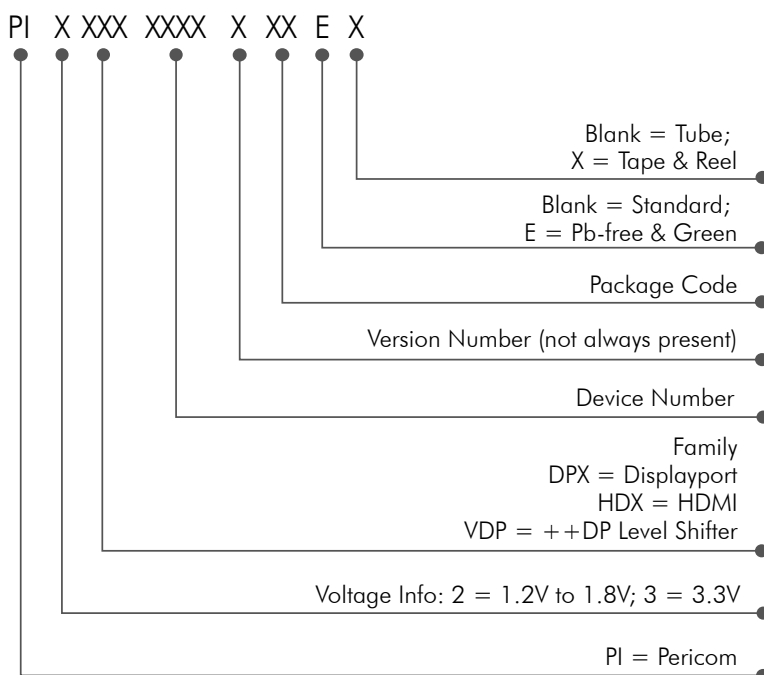 PI X XXX XXXX X XX E X
Blank = Tube;
X = Tape & Reel
Blank = Standard;
E = Pb-free & Green
Package Code
Version Number (not always present)
Device Number
Family
DPX = Displayport
HDX = HDMI
VDP = ++DP Level Shifter
Voltage Info: 2 = 1.2V to 1.8V; 3 = 3.3V
PI = Pericom